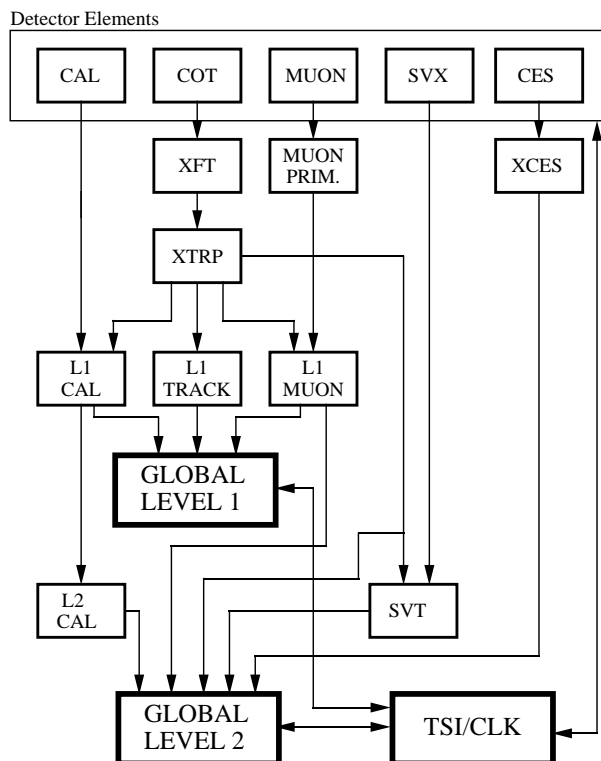 Detector Elements
CAL
COT
MUON
SVX
CES
XFT
MUON
PRIM.
XCES
XTRP
L1
CAL
L1
TRACK
L1
MUON
GLOBAL
LEVEL 1
L2
CAL
SVT
GLOBAL
LEVEL 2
TSI/CLK